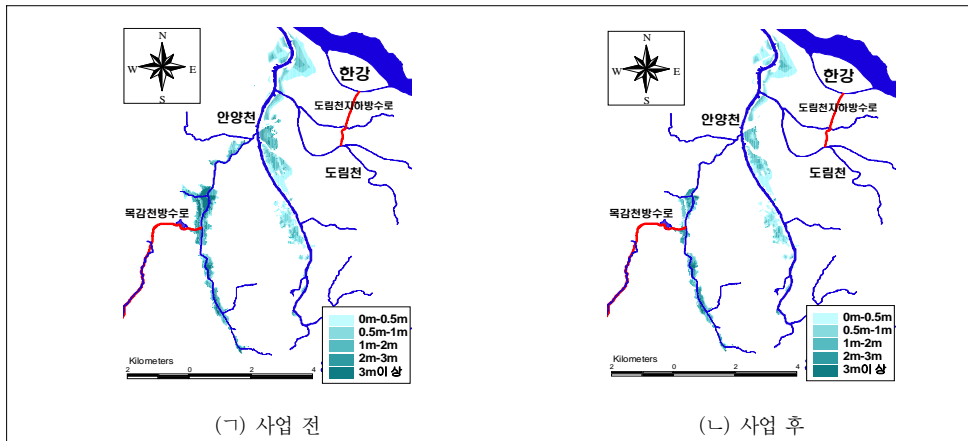 N
W E
S
한강
도림천지하방수로
안양천
도림천
목감천방수로
0m-0.5m
0.5m-1m
1m-2m
2m-3m
3m이상
Kilometers
2 0 2 4
(ㄱ) 사업 전
N
W E
S
한강
도림천지하방수로
안양천
도림천
목감천방수로
0m-0.5m
0.5m-1m
1m-2m
2m-3m
3m이상
Kilometers
2 0 2 4
(ㄴ) 사업 후